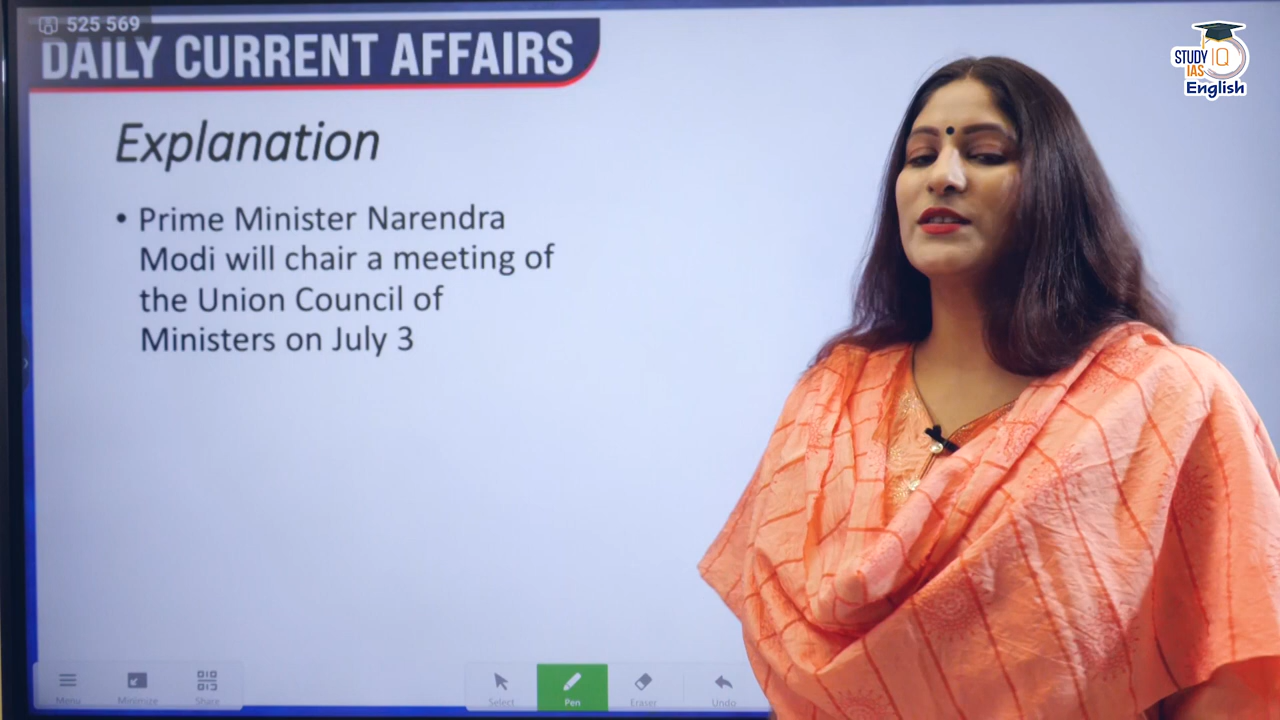 525 569
DAILY CURRENT AFFAIRS
STUDY IQ
IAS
English
Explanation
• Prime Minister Narendra
Modi will chair a meeting of
the Union Council of
Ministers on July 3
Menu
Minimize
Share
Select
Pen
Eraser
Undo